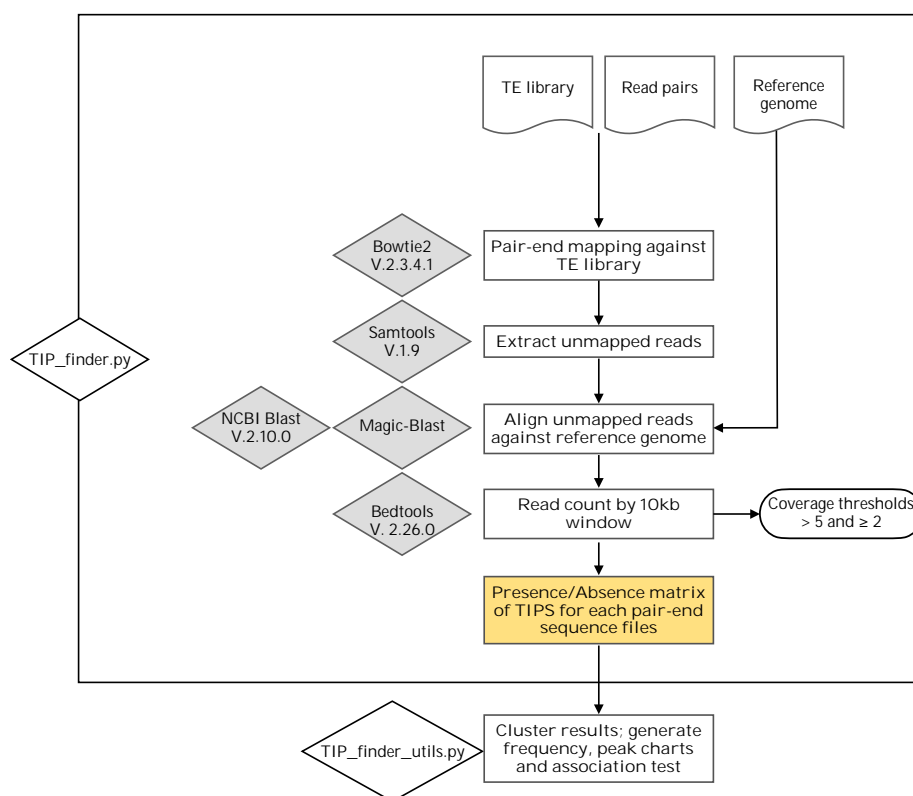 TE library
Read pairs
Reference
genome
Bowtie2
V.2.3.4.1
Pair-end mapping against
TE library
Samtools
V.1.9
Extract unmapped reads
TIP_finder.py
NCBI Blast
V.2.10.0
Magic-Blast
Align unmapped reads
against reference genome
Bedtools
V. 2.26.0
Read count by 10kb
window
Coverage thresholds
> 5 and ≥ 2
Presence/Absence matrix
of TIPS for each pair-end
sequence files
TIP_finder_utils.py
Cluster results; generate
frequency, peak charts
and association test